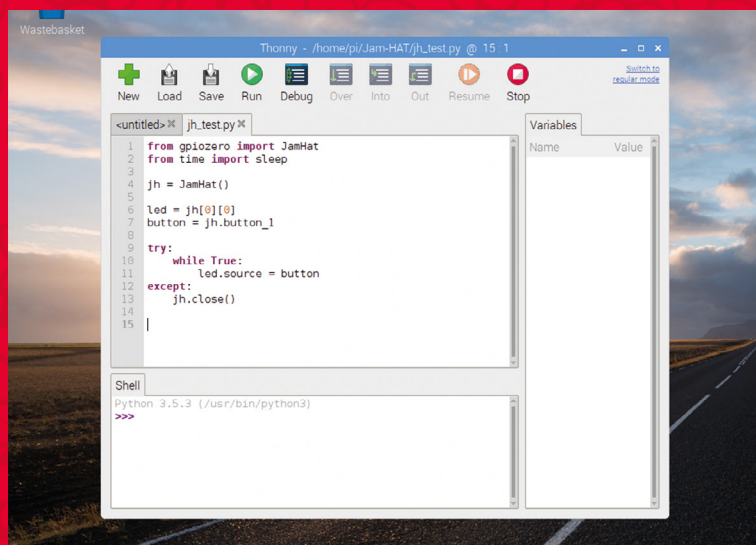 Wastebasket
Thonny - /home/pi/Jam-HAT/jh_test.py @ 15 : 1
New Load Save Run Debug Over Into Out Resume Stop
Switch to
regular mode
<untitled> jh_test.py
1 from gpiozero import JamHat
2 from time import sleep
3
4 jh = JamHat()
5
6 led = jh[0][0]
7 button = jh.button_1
8
9 try:
10     while True:
11         led.source = button
12 except:
13     jh.close()
14
15
Variables
Name Value
Shell
Python 3.5.3 (/usr/bin/python3)
>>>